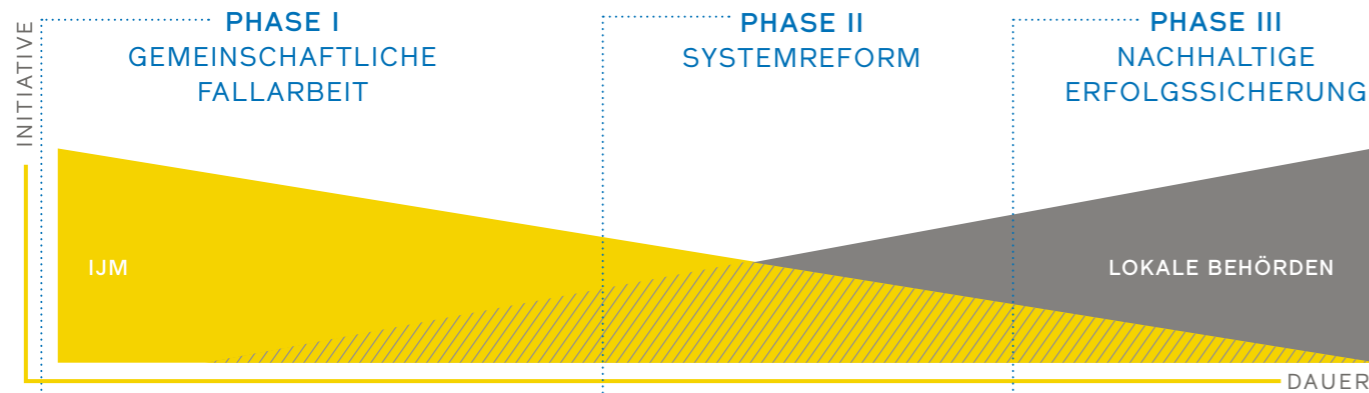 INITIATIVE
PHASE I
GEMEINSCHAFTLICHE
FALLARBEIT
PHASE II
SYSTEMREFORM
PHASE III
NACHHALTIGE
ERFOLGSSICHERUNG
IJM
LOKALE BEHÖRDEN
DAUER